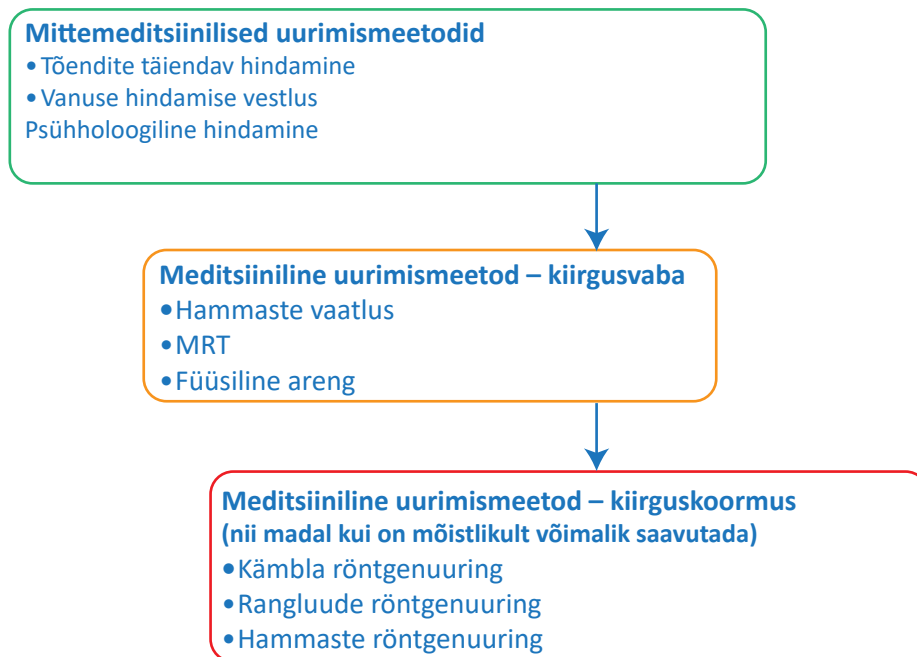 Mittemeditsiinilised uurimismeetodid
• Tõendite täiendav hindamine
• Vanuse hindamise vestlus
Psühholoogiline hindamine
Meditsiiniline uurimismeetod – kiirgusvaba
• Hammaste vaatlus
• MRT
• Füüsiline areng
Meditsiiniline uurimismeetod – kiirguskoormus
(nii madal kui on mõistlikult võimalik saavutada)
• Kämbla röntgenuuring
• Rangluude röntgenuuring
• Hammaste röntgenuuring